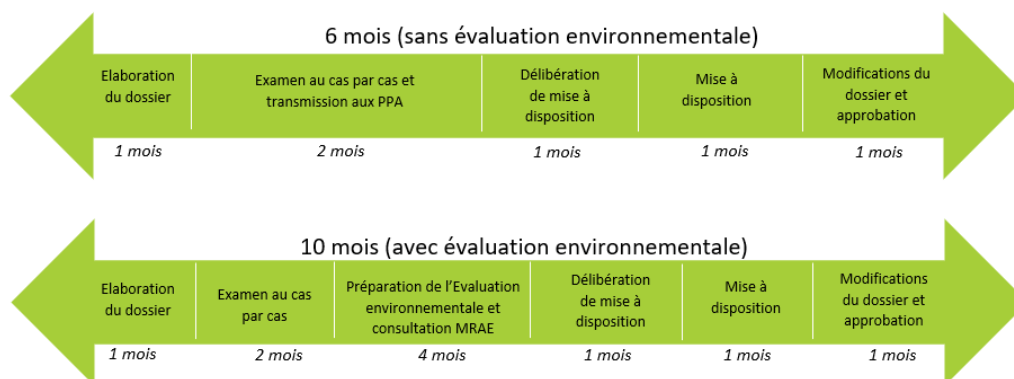 6 mois (sans évaluation environnementale)
Elaboration
du dossier
Examen au cas par cas et
transmission aux PPA
Délibération
de mise à
disposition
Mise à
disposition
Modifications du
dossier et
approbation
1 mois
2 mois
1 mois
1 mois
1 mois
10 mois (avec évaluation environnementale)
Elaboration
du dossier
Examen au cas
par cas
Préparation de l'Evaluation
environnementale et
consultation MRAE
Délibération
de mise à
disposition
Mise à
disposition
Modifications
du dossier et
approbation
1 mois
2 mois
4 mois
1 mois
1 mois
1 mois